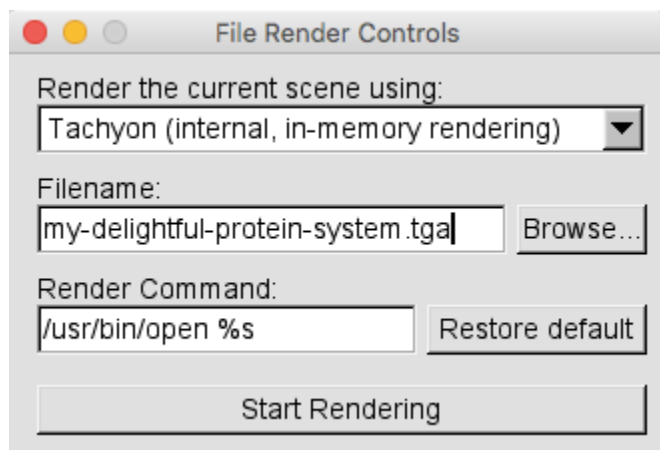 File Render Controls
Render the current scene using:
Tachyon (internal, in-memory rendering)
Filename:
my-delightful-protein-system.tga
Browse...
Render Command:
/usr/bin/open %s
Restore default
Start Rendering